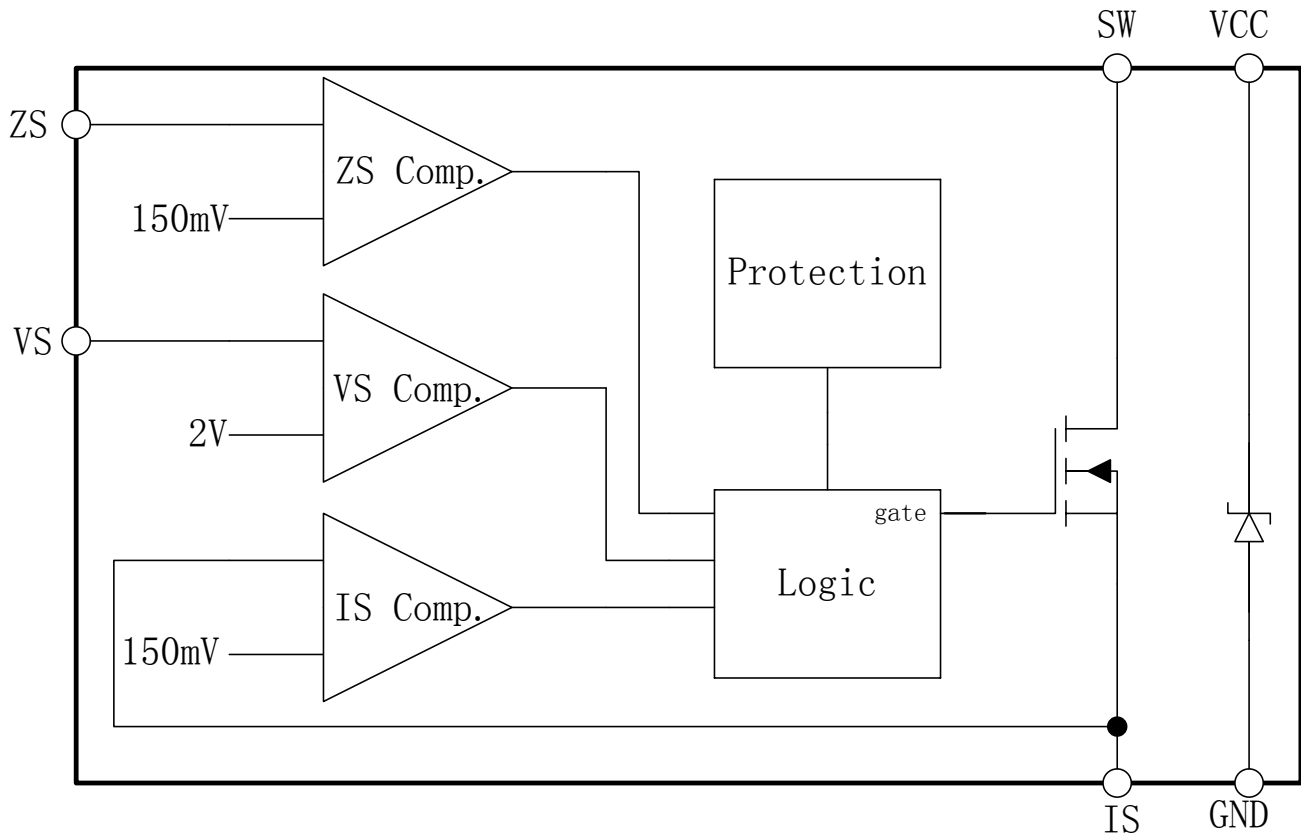 SW
VCC
ZS
ZS Comp.
150mV
Protection
VS
VS Comp.
2V
gate
Logic
IS Comp.
150mV
IS
GND